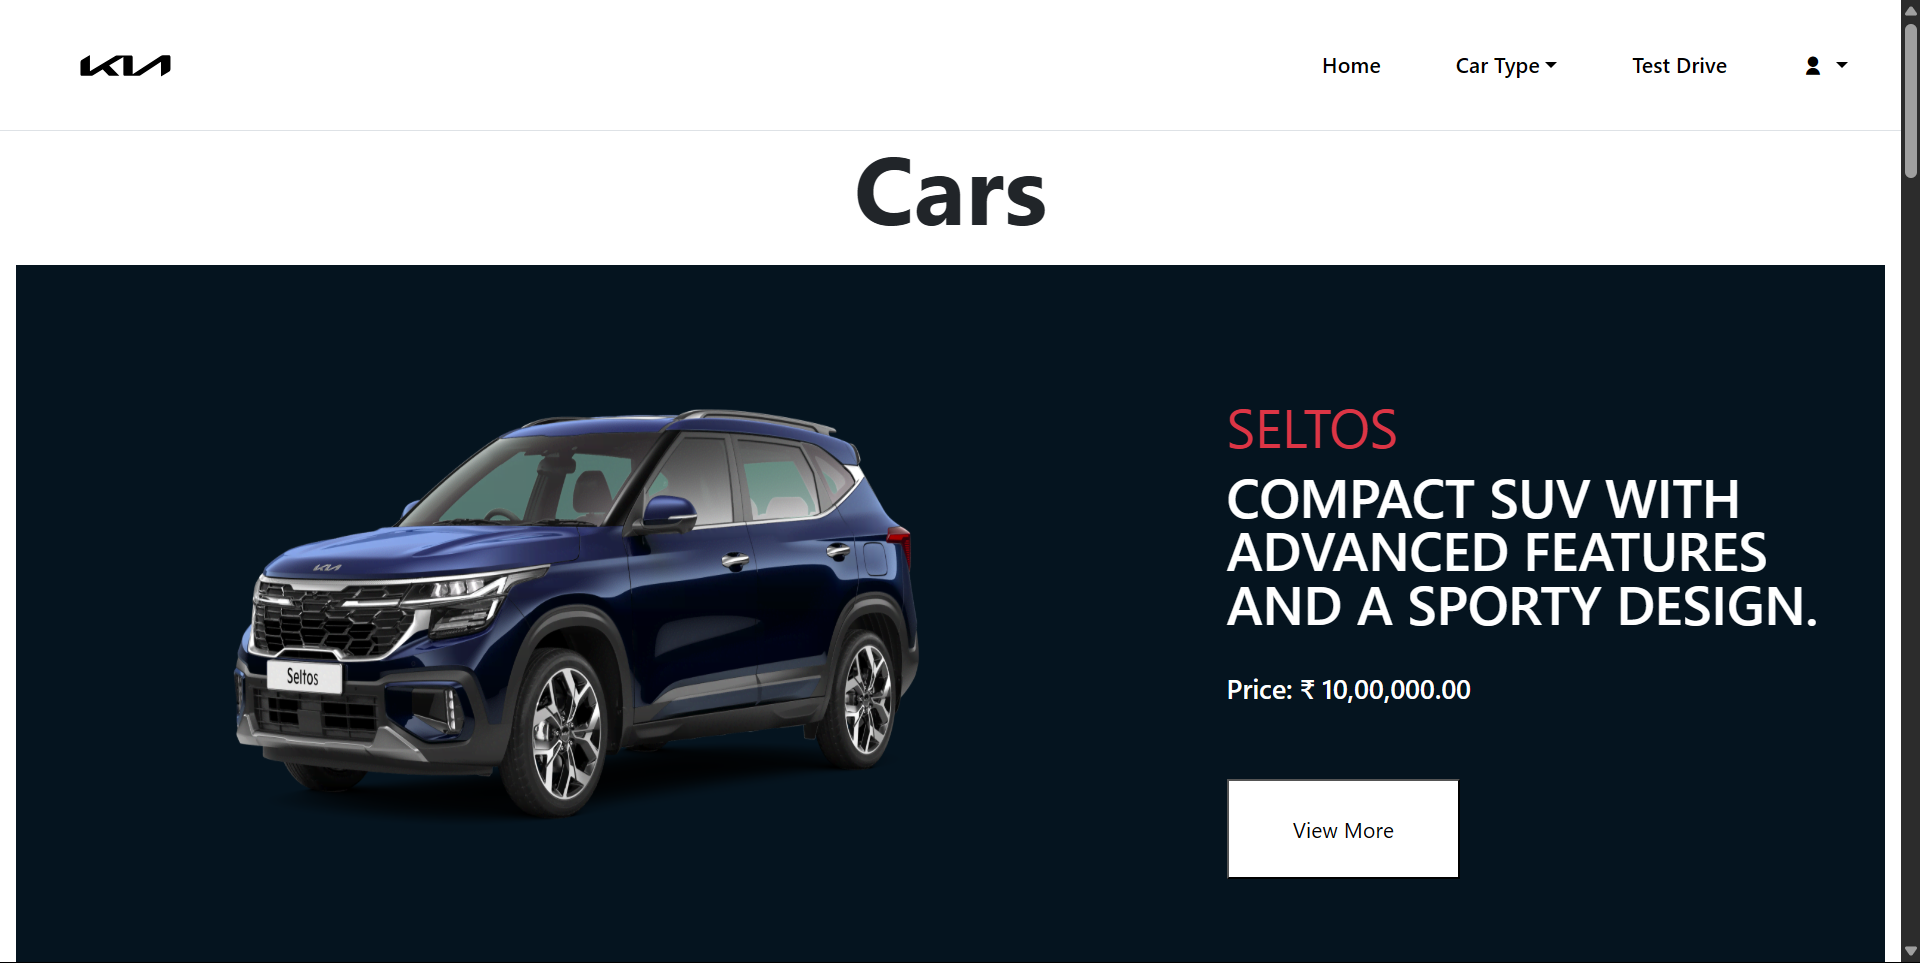 KIA
Home
Car Type
Test Drive
Cars
KIA
Seltos
SELTOS
COMPACT SUV WITH
ADVANCED FEATURES
AND A SPORTY DESIGN.
Price: ₹ 10,00,000.00
View More